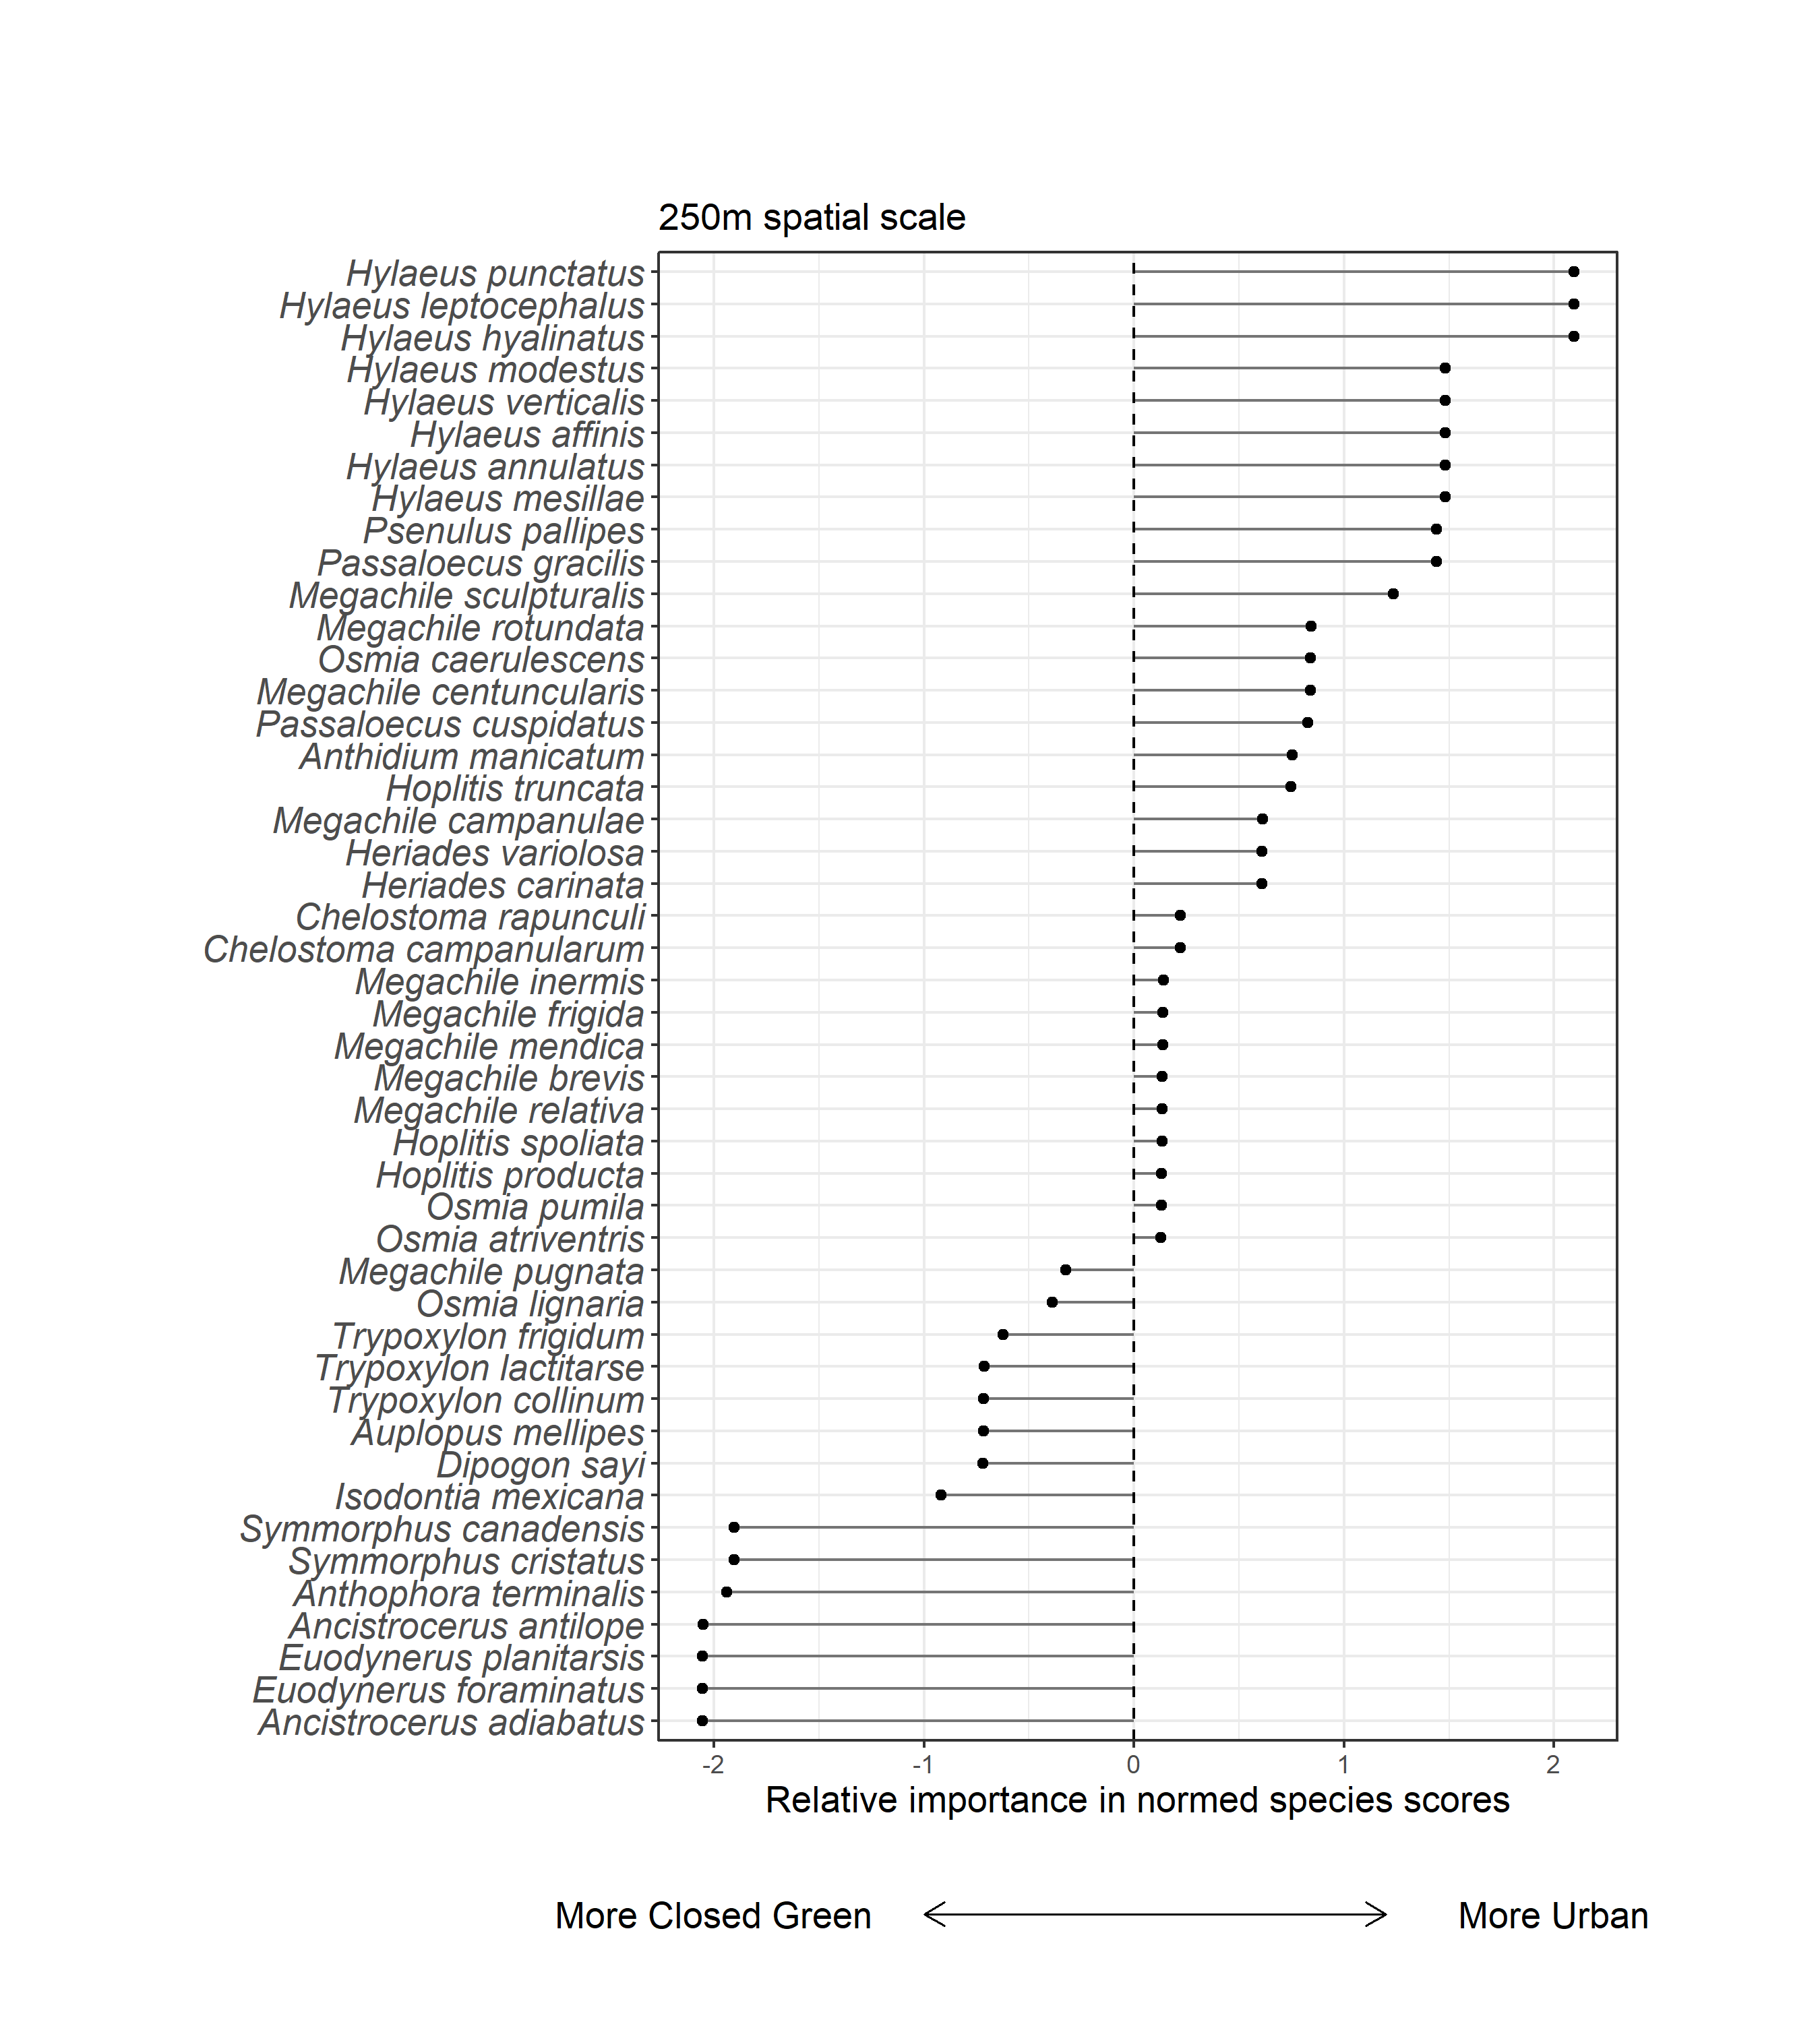 250m spatial scale
Hylaeus punctatus
Hylaeus leptocephalus
Hylaeus hyalinatus
Hylaeus modestus
Hylaeus verticalis
Hylaeus affinis
Hylaeus annulatus
Hylaeus mesillae
Psenulus pallipes
Passaloecus gracilis
Megachile sculpturalis
Megachile rotundata
Osmia caerulescens
Megachile centuncularis
Passaloecus cuspidatus
Anthidium manicatum
Hoplitis truncata
Megachile campanulae
Heriades variolosa
Heriades carinata
Chelostoma rapunculi
Chelostoma campanularum
Megachile inermis
Megachile frigida
Megachile mendica
Megachile brevis
Megachile relativa
Hoplitis spoliata
Hoplitis producta
Osmia pumila
Osmia atriventris
Megachile pugnata
Osmia lignaria
Trypoxylon frigidum
Trypoxylon lactitarse
Trypoxylon collinum
Auplopus mellipes
Dipogon sayi
Isodontia mexicana
Symmorphus canadensis
Symmorphus cristatus
Anthophora terminalis
Ancistrocerus antilope
Euodynerus planitarsis
Euodynerus foraminatus
Ancistrocerus adiabatus
-2 -1 0 1 2
Relative importance in normed species scores
More Closed Green More Urban